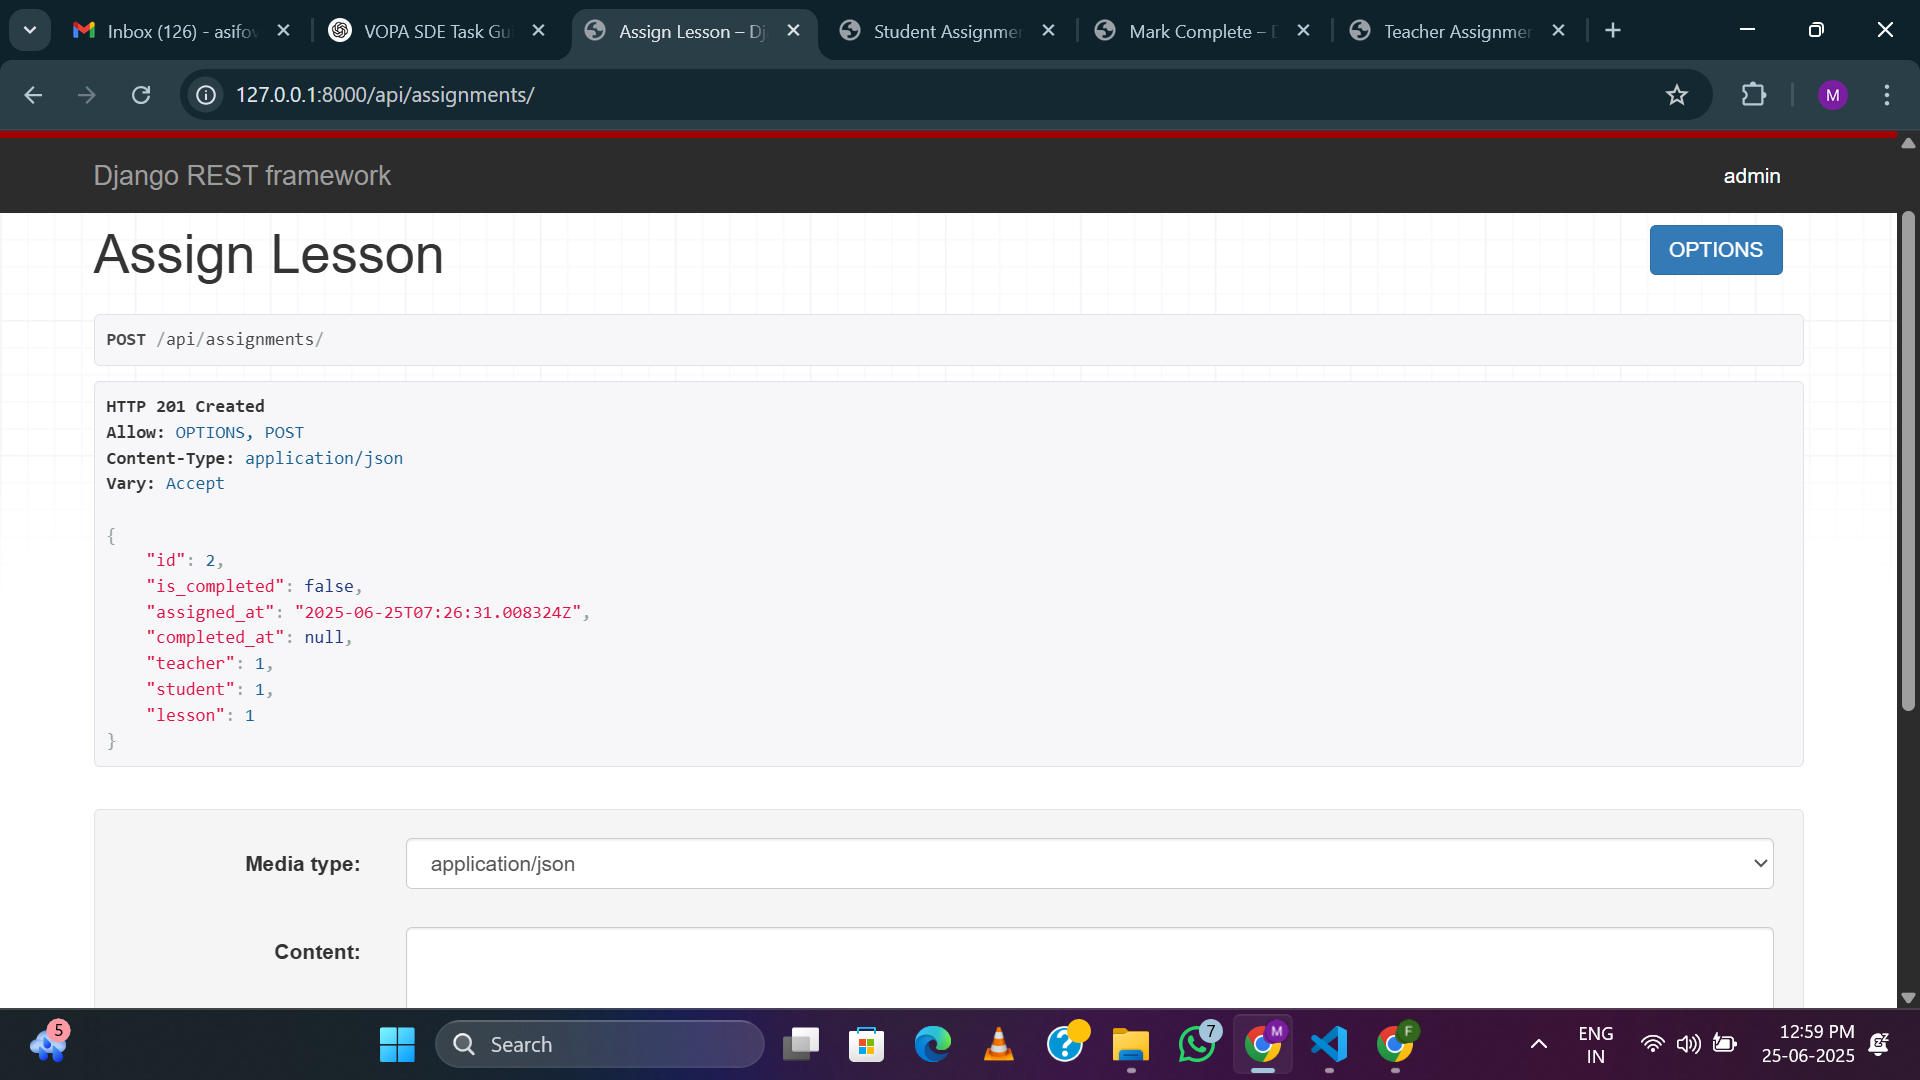 Inbox (126) - asifov
VOPA SDE Task Gu
Assign Lesson – Dj
Student Assignmen
Mark Complete – D
Teacher Assignmen
127.0.0.1:8000/api/assignments/
M
Django REST framework
admin
Assign Lesson
OPTIONS
POST /api/assignments/
HTTP 201 Created
Allow: OPTIONS, POST
Content-Type: application/json
Vary: Accept
{
"id": 2,
"is_completed": false,
"assigned_at": "2025-06-25T07:26:31.008324Z",
"completed_at": null,
"teacher": 1,
"student": 1,
"lesson": 1
}
Media type:
application/json
Content:
5
Search
7
M
F
ENG
IN
12:59 PM
25-06-2025